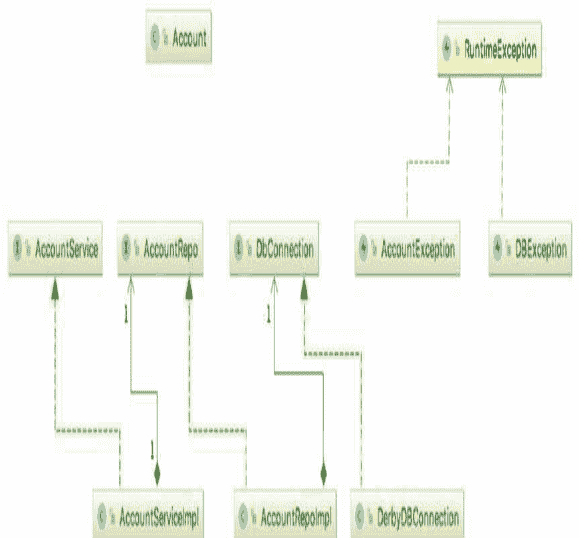 Account
RuntimeException
AccountService
AccountRepo
DbConnection
AccountException
DBException
1
1
1
AccountServiceImpl
AccountRepoImpl
DerbyDBConnection